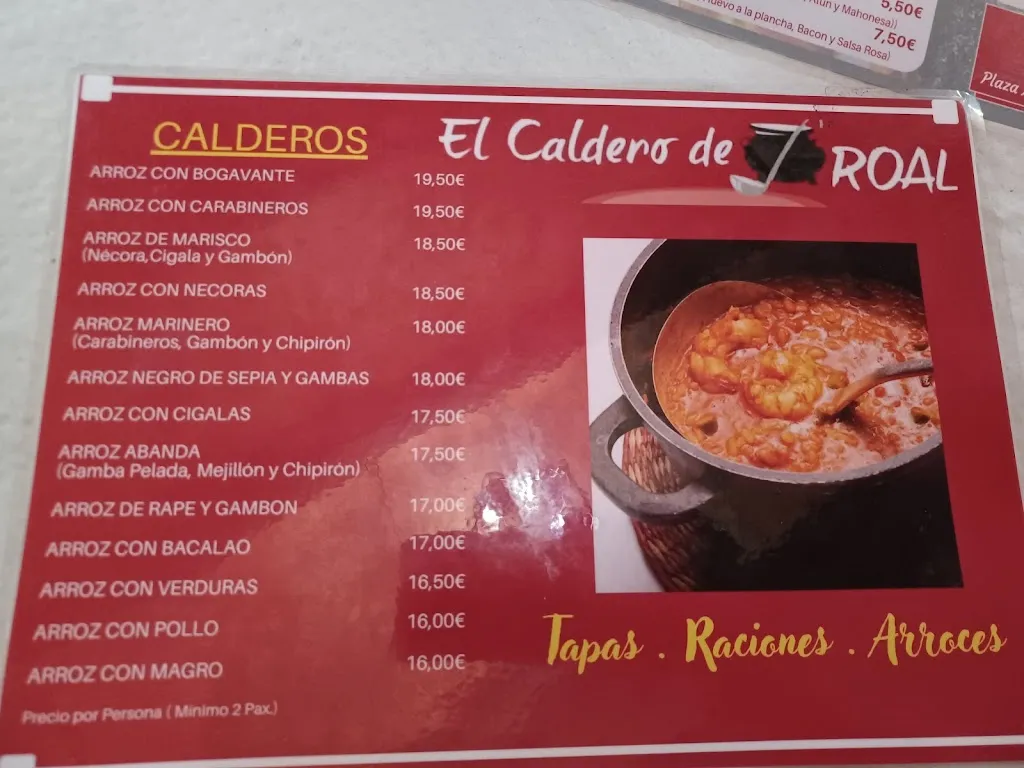 5,50€
y Mahonesa))
Huevo a la plancha, Bacon y Salsa Rosa)
7,50€
Plaza
El Caldero de ROAL
CALDEROS
ARROZ CON BOGAVANTE 19,50€
ARROZ CON CARABINEROS 19,50€
ARROZ DE MARISCO 18,50€
(Nécora,Cigala y Gambón)
ARROZ CON NECORAS 18,50€
ARROZ MARINERO 18,00€
(Carabineros, Gambón y Chipirón)
ARROZ NEGRO DE SEPIA Y GAMBAS 18,00€
ARROZ CON CIGALAS 17,50€
ARROZ ABANDA 17,50€
(Gamba Pelada, Mejillón y Chipirón)
ARROZ DE RAPE Y GAMBON 17,00€
ARROZ CON BACALAO 17,00€
ARROZ CON VERDURAS 16,50€
ARROZ CON POLLO 16,00€
ARROZ CON MAGRO 16,00€
Precio por Persona ( Mínimo 2 Pax.)
Tapas . Raciones . Arroces